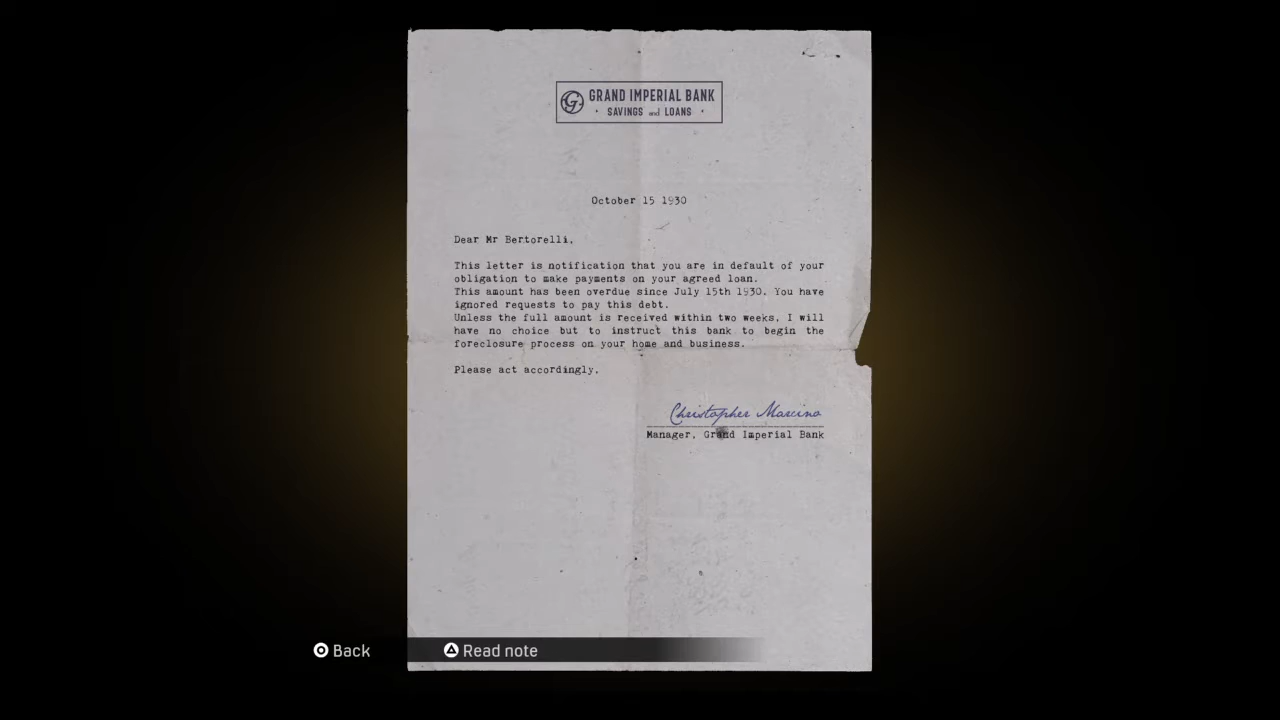 GRAND IMPERIAL BANK
· SAVINGS and LOANS ·
October 15 1930
Dear Mr Bertorelli,
This letter is notification that you are in default of your
obligation to make payments on your agreed loan.
This amount has been overdue since July 15th 1930. You have
ignored requests to pay this debt.
Unless the full amount is received within two weeks, I will
have no choice but to instruct this bank to begin the
foreclosure process on your home and business.
Please act accordingly,
Christopher Marcino
Manager, Grand Imperial Bank
Back
Read note